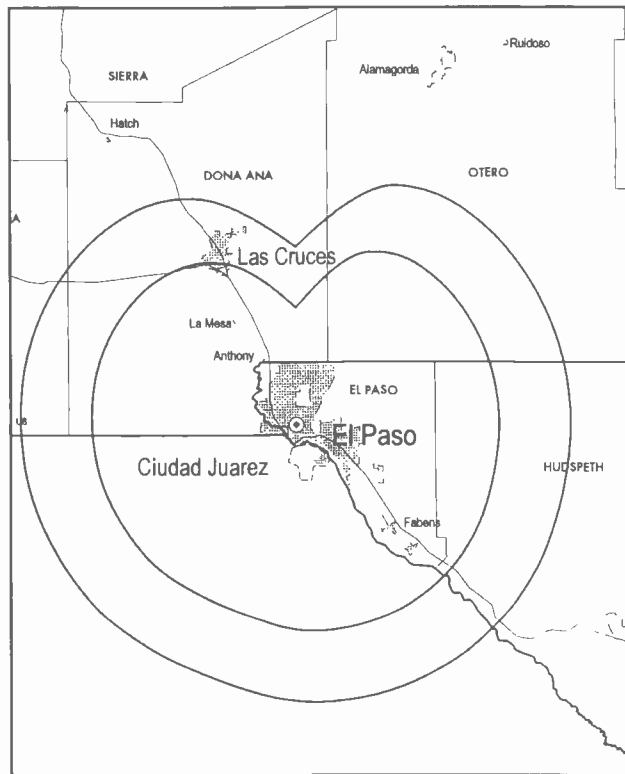 Ruidoso
Alamagorda
SIERRA
Hatch
DONA ANA
OTERO
A
Las Cruces
La Mesa
Anthony
EL PASO
US
El Paso
Ciudad Juarez
HUDSPETH
Fabens